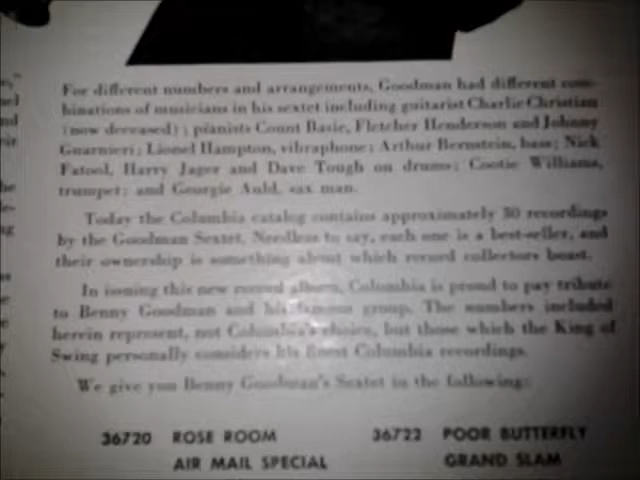 For different numbers and arrangements, Goodman had different com-
binations of musicians in his sextet including guitarist Charlie Christian
(now deceased); pianists Count Basie, Fletcher Henderson and Johnny
Guarnieri; Lionel Hampton, vibraphone; Arthur Bernstein, bass; Nick
Fatool, Harry Jager and Dave Tough on drums; Cootie Williams,
trumpet; and Georgie Auld, sax man.
Today the Columbia catalog contains approximately 30 recordings
by the Goodman Sextet. Needless to say, each one is a best-seller, and
their ownership is something about which record collectors boast.
In issuing this new record album, Columbia is proud to pay tribute
to Benny Goodman and his famous group. The numbers included
herein represent, not Columbia's choice, but those which the King of
Swing personally considers his finest Columbia recordings.
We give you Benny Goodman's Sextet in the following:
36720 ROSE ROOM
AIR MAIL SPECIAL
36722 POOR BUTTERFLY
GRAND SLAM